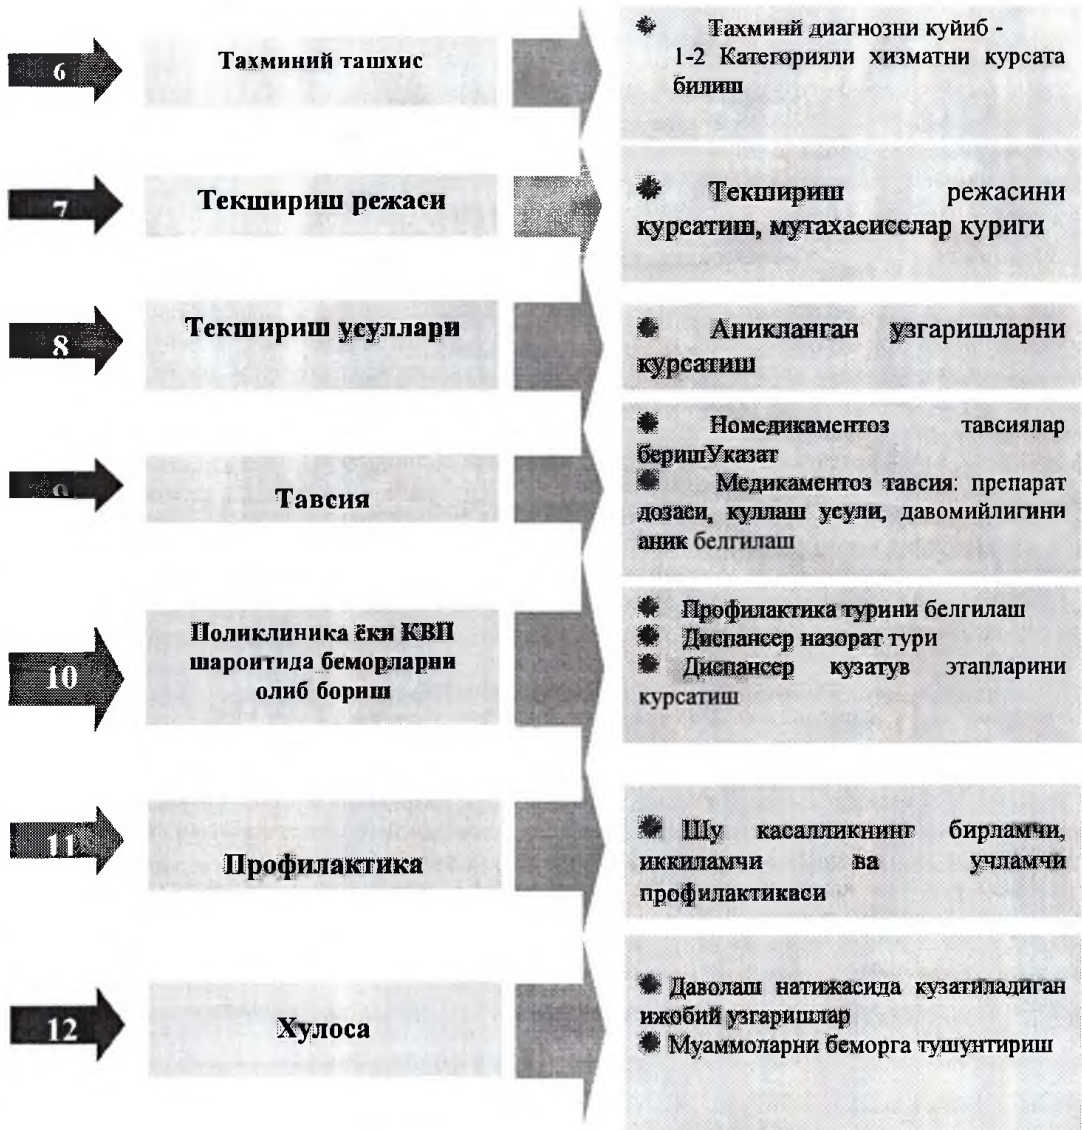 6
Тахминий ташхис
Тахминй диагнозни куйиб -
1-2 Категорияли хизматни курсата
билиш
7
Текшириш режаси
Текшириш режасини
курсатиш, мутахасисслар куриги
8
Текшириш усуллари
Аникланган узгаришларни
курсатиш
9
Тавсия
Номедикаментоз тавсиялар
беришУказат
Медикаментоз тавсия: препарат
дозаси, куллаш усули, давомийлигини
аник белгилаш
10
Поликлиника ёки КВП
шароитида беморларни
олиб бориш
Профилактика турини белгилаш
Диспансер назорат тури
Диспансер кузатув этапларини
курсатиш
11
Профилактика
Шу касалликнинг бирламчи,
иккиламчи ва учламчи
профилактикаси
12
Хулоса
Даволаш натижасида кузатиладиган
ижобий узгаришлар
Муаммоларни беморга тушунтириш